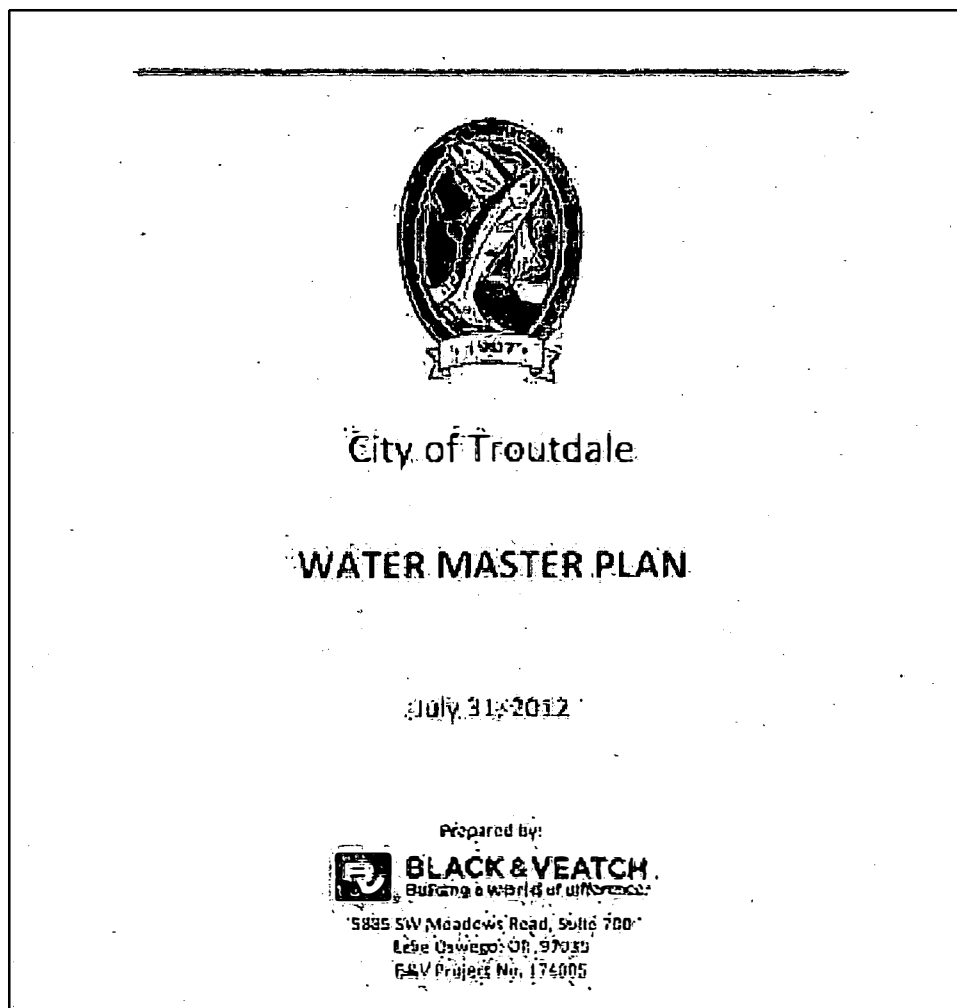 1907
City of Troutdale
WATER MASTER PLAN
July 31, 2012
Prepared by:
BLACK & VEATCH
Building a world of difference.
SW Meadows Road, Suite 700
Lake Oswego, OR, 97035
B&V Project No. 174005